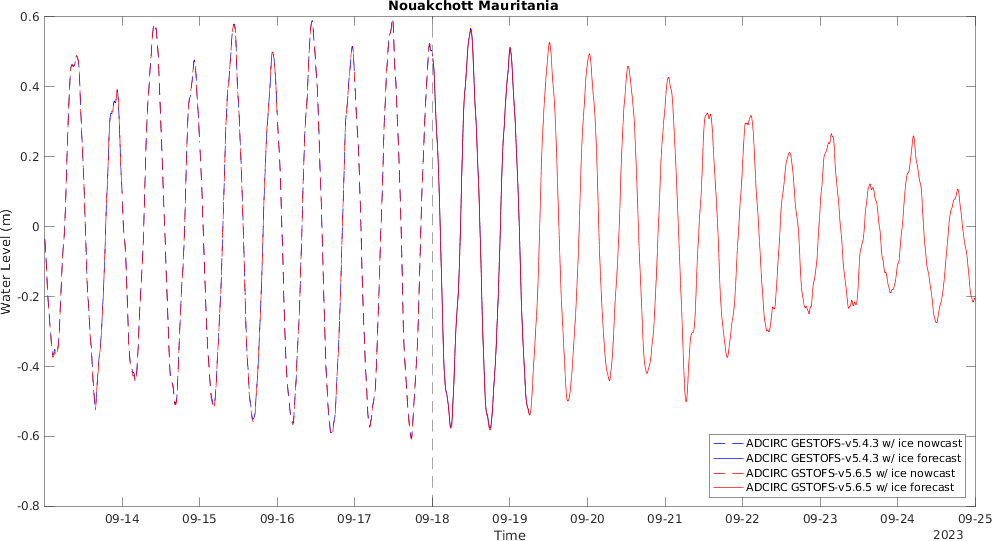 Nouakchott Mauritania
0.6
0.4
0.2
0
-0.2
-0.4
-0.6
-0.8
Water Level (m)
09-14 09-15 09-16 09-17 09-18 09-19 09-20 09-21 09-22 09-23 09-24 09-25
Time
2023
ADCIRC GESTOFS-v5.4.3 w/ ice nowcast
ADCIRC GESTOFS-v5.4.3 w/ ice forecast
ADCIRC GSTOFS-v5.6.5 w/ ice nowcast
ADCIRC GSTOFS-v5.6.5 w/ ice forecast